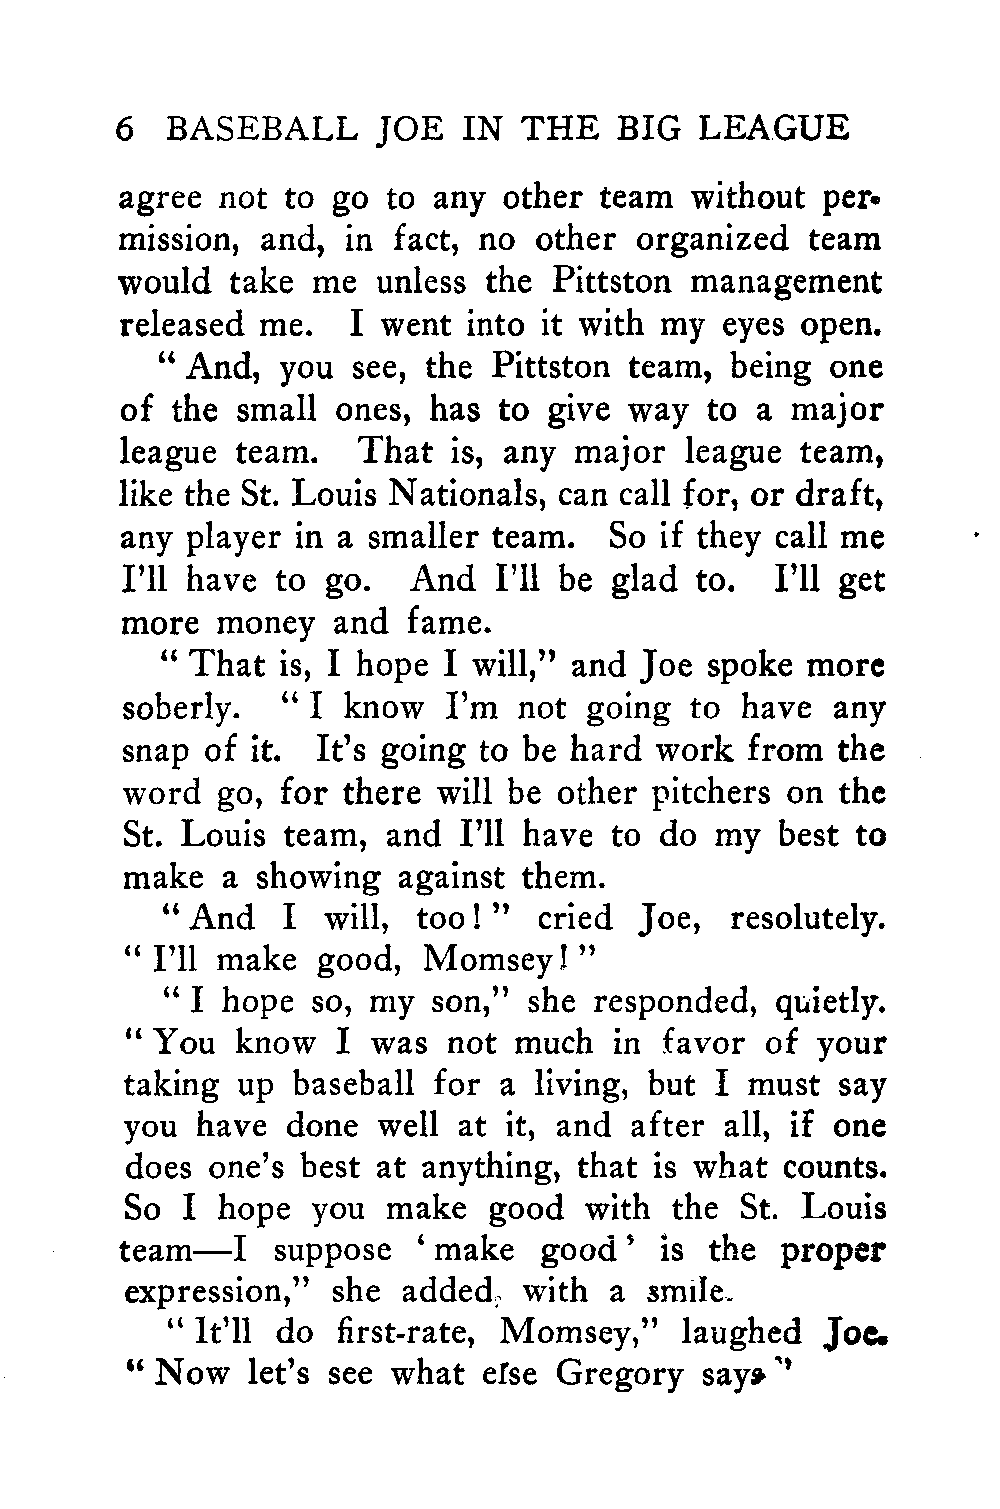 6 BASEBALL JOE IN THE BIG LEAGUE
agree not to go to any other team without per-
mission, and, in fact, no other organized team
would take me unless the Pittston management
released me. I went into it with my eyes open.
" And, you see, the Pittston team, being one
of the small ones, has to give way to a major
league team. That is, any major league team,
like the St. Louis Nationals, can call for, or draft,
any player in a smaller team. So if they call me
I'll have to go. And I'll be glad to. I'll get
more money and fame.
" That is, I hope I will," and Joe spoke more
soberly. " I know I'm not going to have any
snap of it. It's going to be hard work from the
word go, for there will be other pitchers on the
St. Louis team, and I'll have to do my best to
make a showing against them.
" And I will, too! " cried Joe, resolutely.
" I'll make good, Momsey! "
" I hope so, my son," she responded, quietly.
" You know I was not much in favor of your
taking up baseball for a living, but I must say
you have done well at it, and after all, if one
does one's best at anything, that is what counts.
So I hope you make good with the St. Louis
team—I suppose ' make good ' is the proper
expression," she added, with a smile.
" It'll do first-rate, Momsey," laughed Joe.
" Now let's see what else Gregory says."